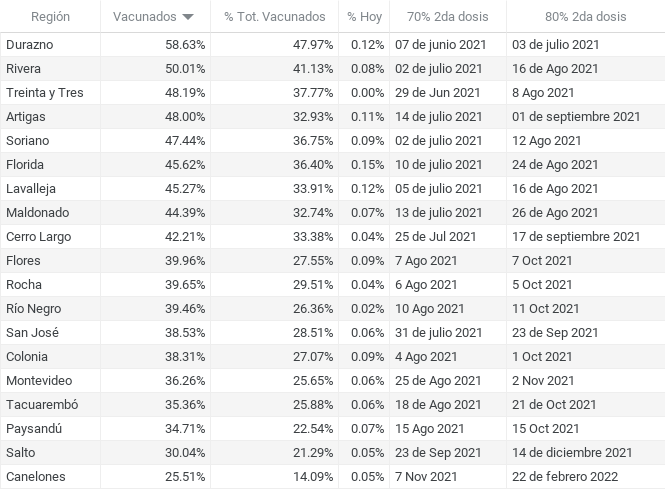 Región Vacunados % Tot. Vacunados % Hoy 70% 2da dosis 80% 2da dosis
Durazno 58.63% 47.97% 0.12% 07 de junio 2021 03 de julio 2021
Rivera 50.01% 41.13% 0.08% 02 de julio 2021 16 de Ago 2021
Treinta y Tres 48.19% 37.77% 0.00% 29 de Jun 2021 8 Ago 2021
Artigas 48.00% 32.93% 0.11% 14 de julio 2021 01 de septiembre 2021
Soriano 47.44% 36.75% 0.09% 02 de julio 2021 12 Ago 2021
Florida 45.62% 36.40% 0.15% 10 de julio 2021 24 de Ago 2021
Lavalleja 45.27% 33.91% 0.12% 05 de julio 2021 16 de Ago 2021
Maldonado 44.39% 32.74% 0.07% 13 de julio 2021 26 de Ago 2021
Cerro Largo 42.21% 33.38% 0.04% 25 de Jul 2021 17 de septiembre 2021
Flores 39.96% 27.55% 0.09% 7 Ago 2021 7 Oct 2021
Rocha 39.65% 29.51% 0.04% 6 Ago 2021 5 Oct 2021
Río Negro 39.46% 26.36% 0.02% 10 Ago 2021 11 Oct 2021
San José 38.53% 28.51% 0.06% 31 de julio 2021 23 de Sep 2021
Colonia 38.31% 27.07% 0.09% 4 Ago 2021 1 Oct 2021
Montevideo 36.26% 25.65% 0.06% 25 de Ago 2021 2 Nov 2021
Tacuarembó 35.36% 25.88% 0.06% 18 de Ago 2021 21 de Oct 2021
Paysandú 34.71% 22.54% 0.07% 15 Ago 2021 15 Oct 2021
Salto 30.04% 21.29% 0.05% 23 de Sep 2021 14 de diciembre 2021
Canelones 25.51% 14.09% 0.05% 7 Nov 2021 22 de febrero 2022